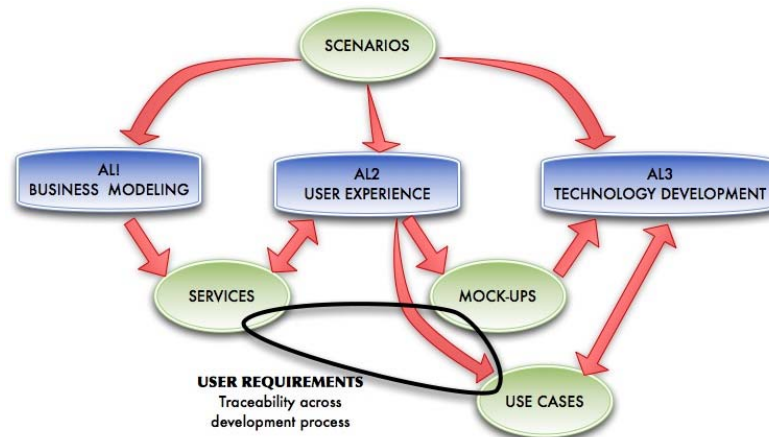 SCENARIOS
AL!
BUSINESS MODELING
AL2
USER EXPERIENCE
AL3
TECHNOLOGY DEVELOPMENT
SERVICES
MOCK-UPS
USER REQUIREMENTS
Traceability across
development process
USE CASES